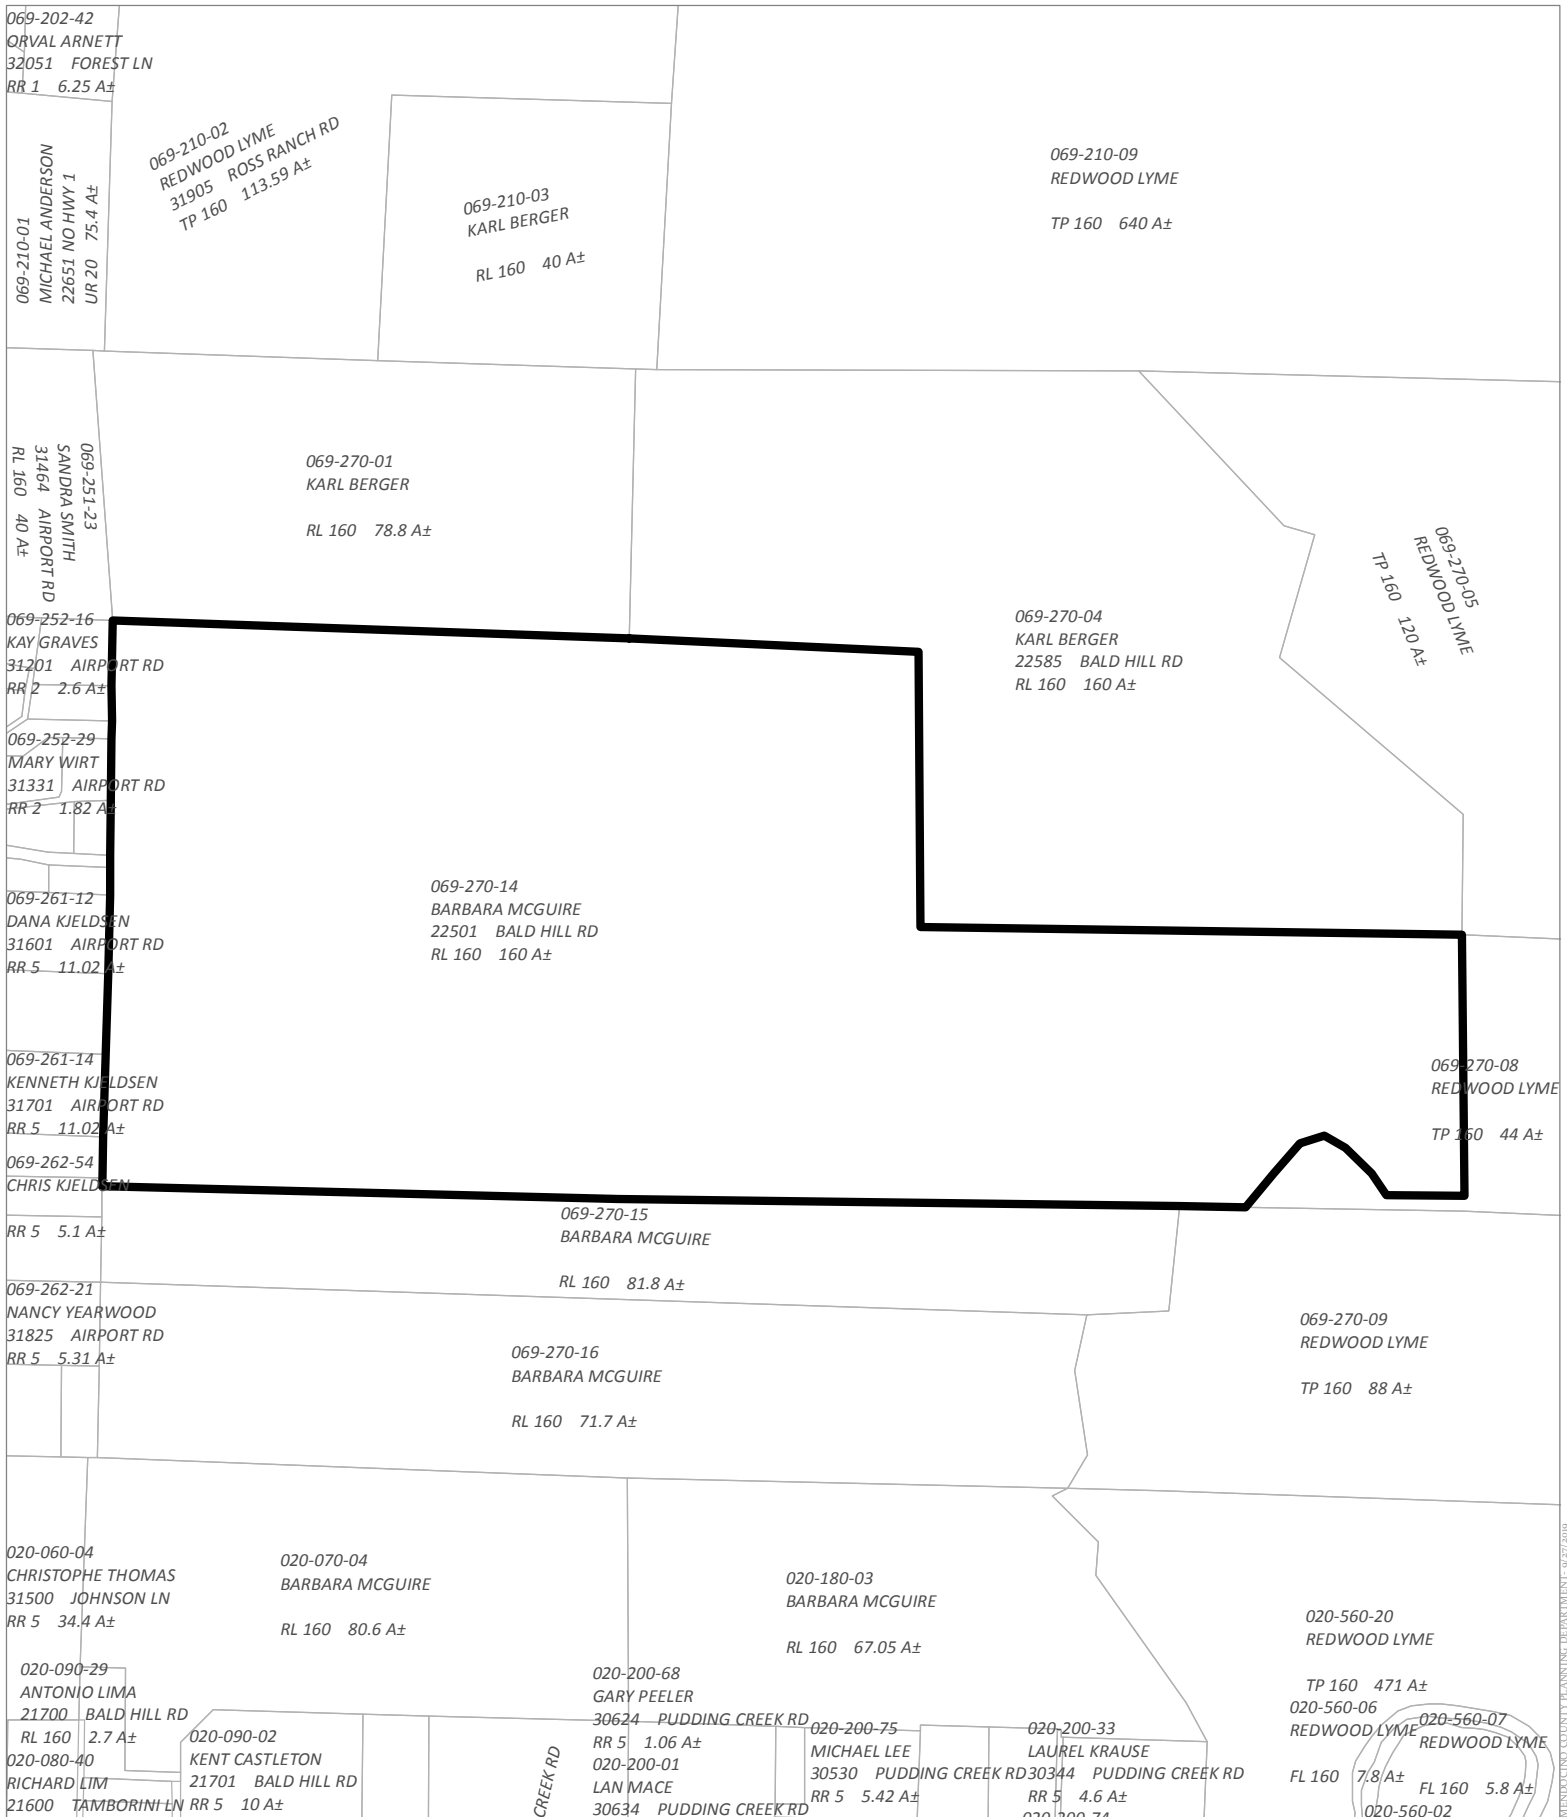 069-202-42
ORVAL ARNETT
32051 FOREST LN
RR 1 6.25 A±
069-210-01
MICHAEL ANDERSON
22651 NO HWY 1
UR 20 75.4 A±
069-210-02
REDWOOD LYME
31905 ROSS RANCH RD
TP 160 113.59 A±
069-210-03
KARL BERGER
RL 160 40 A±
069-210-09
REDWOOD LYME
TP 160 640 A±
069-251-23
SANDRA SMITH
31464 AIRPORT RD
RL 160 40 A±
069-270-01
KARL BERGER
RL 160 78.8 A±
069-270-04
KARL BERGER
22585 BALD HILL RD
RL 160 160 A±
069-270-05
REDWOOD LYME
TP 160 120 A±
069-252-16
KAY GRAVES
31201 AIRPORT RD
RR 2 2.6 A±
069-252-29
MARY WIRT
31331 AIRPORT RD
RR 2 1.82 A±
069-261-12
DANA KJELDSEN
31601 AIRPORT RD
RR 5 11.02 A±
069-270-14
BARBARA MCGUIRE
22501 BALD HILL RD
RL 160 160 A±
069-261-14
KENNETH KJELDSEN
31701 AIRPORT RD
RR 5 11.02 A±
069-270-08
REDWOOD LYME
TP 160 44 A±
069-262-54
CHRIS KJELDSEN
RR 5 5.1 A±
069-270-15
BARBARA MCGUIRE
RL 160 81.8 A±
069-262-21
NANCY YEARWOOD
31825 AIRPORT RD
RR 5 5.31 A±
069-270-16
BARBARA MCGUIRE
RL 160 71.7 A±
069-270-09
REDWOOD LYME
TP 160 88 A±
020-060-04
CHRISTOPHE THOMAS
31500 JOHNSON LN
RR 5 34.4 A±
020-070-04
BARBARA MCGUIRE
RL 160 80.6 A±
020-180-03
BARBARA MCGUIRE
RL 160 67.05 A±
020-560-20
REDWOOD LYME
TP 160 471 A±
020-090-29
ANTONIO LIMA
21700 BALD HILL RD
RL 160 2.7 A±
020-080-40
RICHARD LIM
21600 TAMBORINI LN
020-090-02
KENT CASTLETON
21701 BALD HILL RD
RR 5 10 A±
CREEK RD
020-200-68
GARY PEELER
30624 PUDDING CREEK RD
RR 5 1.06 A±
020-200-01
LAN MACE
30634 PUDDING CREEK RD
020-200-75
MICHAEL LEE
30530 PUDDING CREEK RD
RR 5 5.42 A±
020-200-33
LAUREL KRAUSE
30344 PUDDING CREEK RD
RR 5 4.6 A±
020-200-74
020-560-06
REDWOOD LYME
FL 160 7.8 A±
020-560-07
REDWOOD LYME
FL 160 5.8 A±
020-560-02
MENDOCINO COUNTY PLANNING DEPARTMENT- 9/27/2019